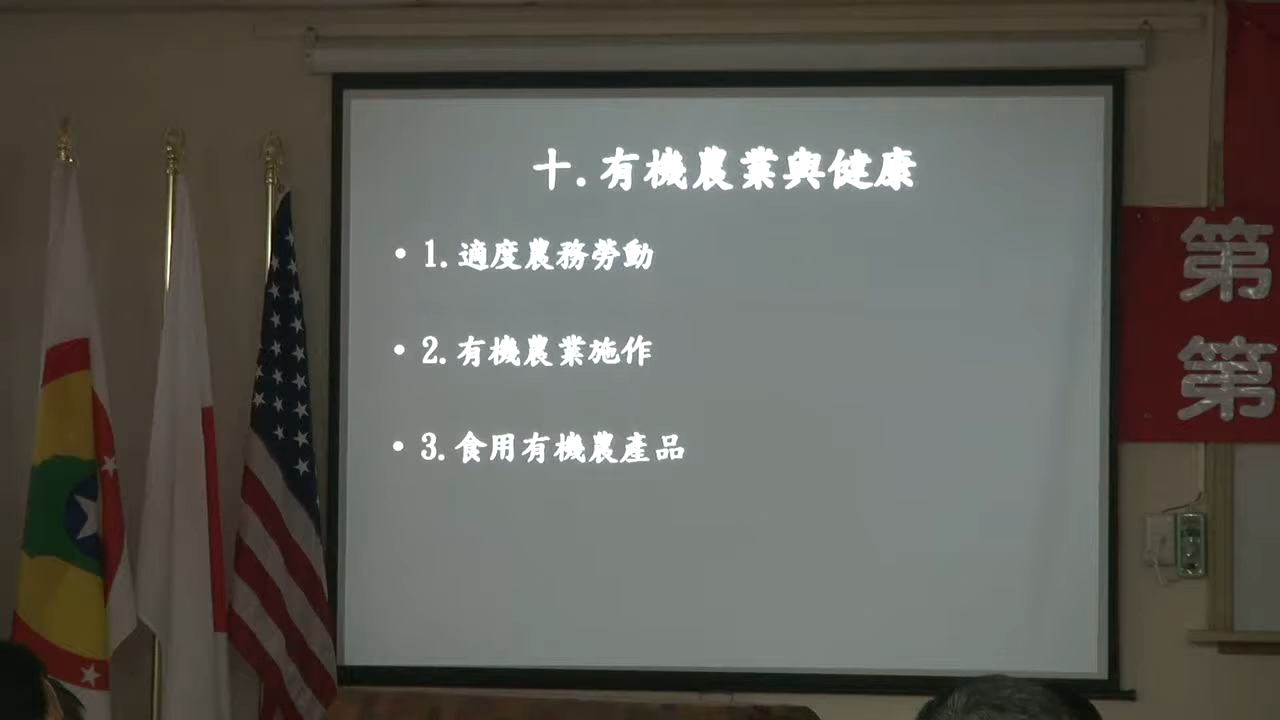 十.有機農業與健康
• 1.適度農務勞動
• 2.有機農業施作
• 3.食用有機農產品
第
第